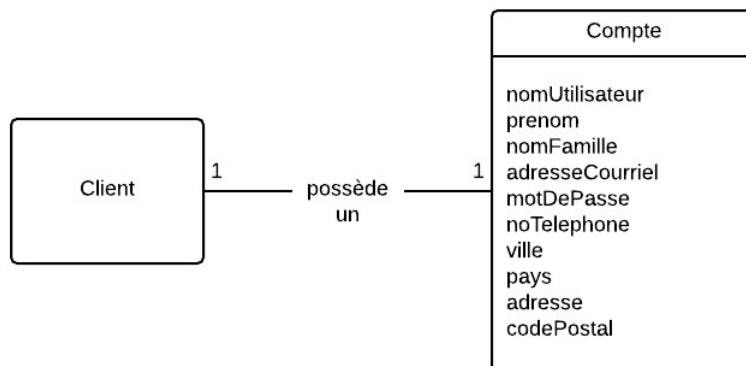 Compte
nomUtilisateur
prenom
nomFamille
adresseCourriel
motDePasse
noTelephone
ville
pays
adresse
codePostal
Client
1
possède
un
1